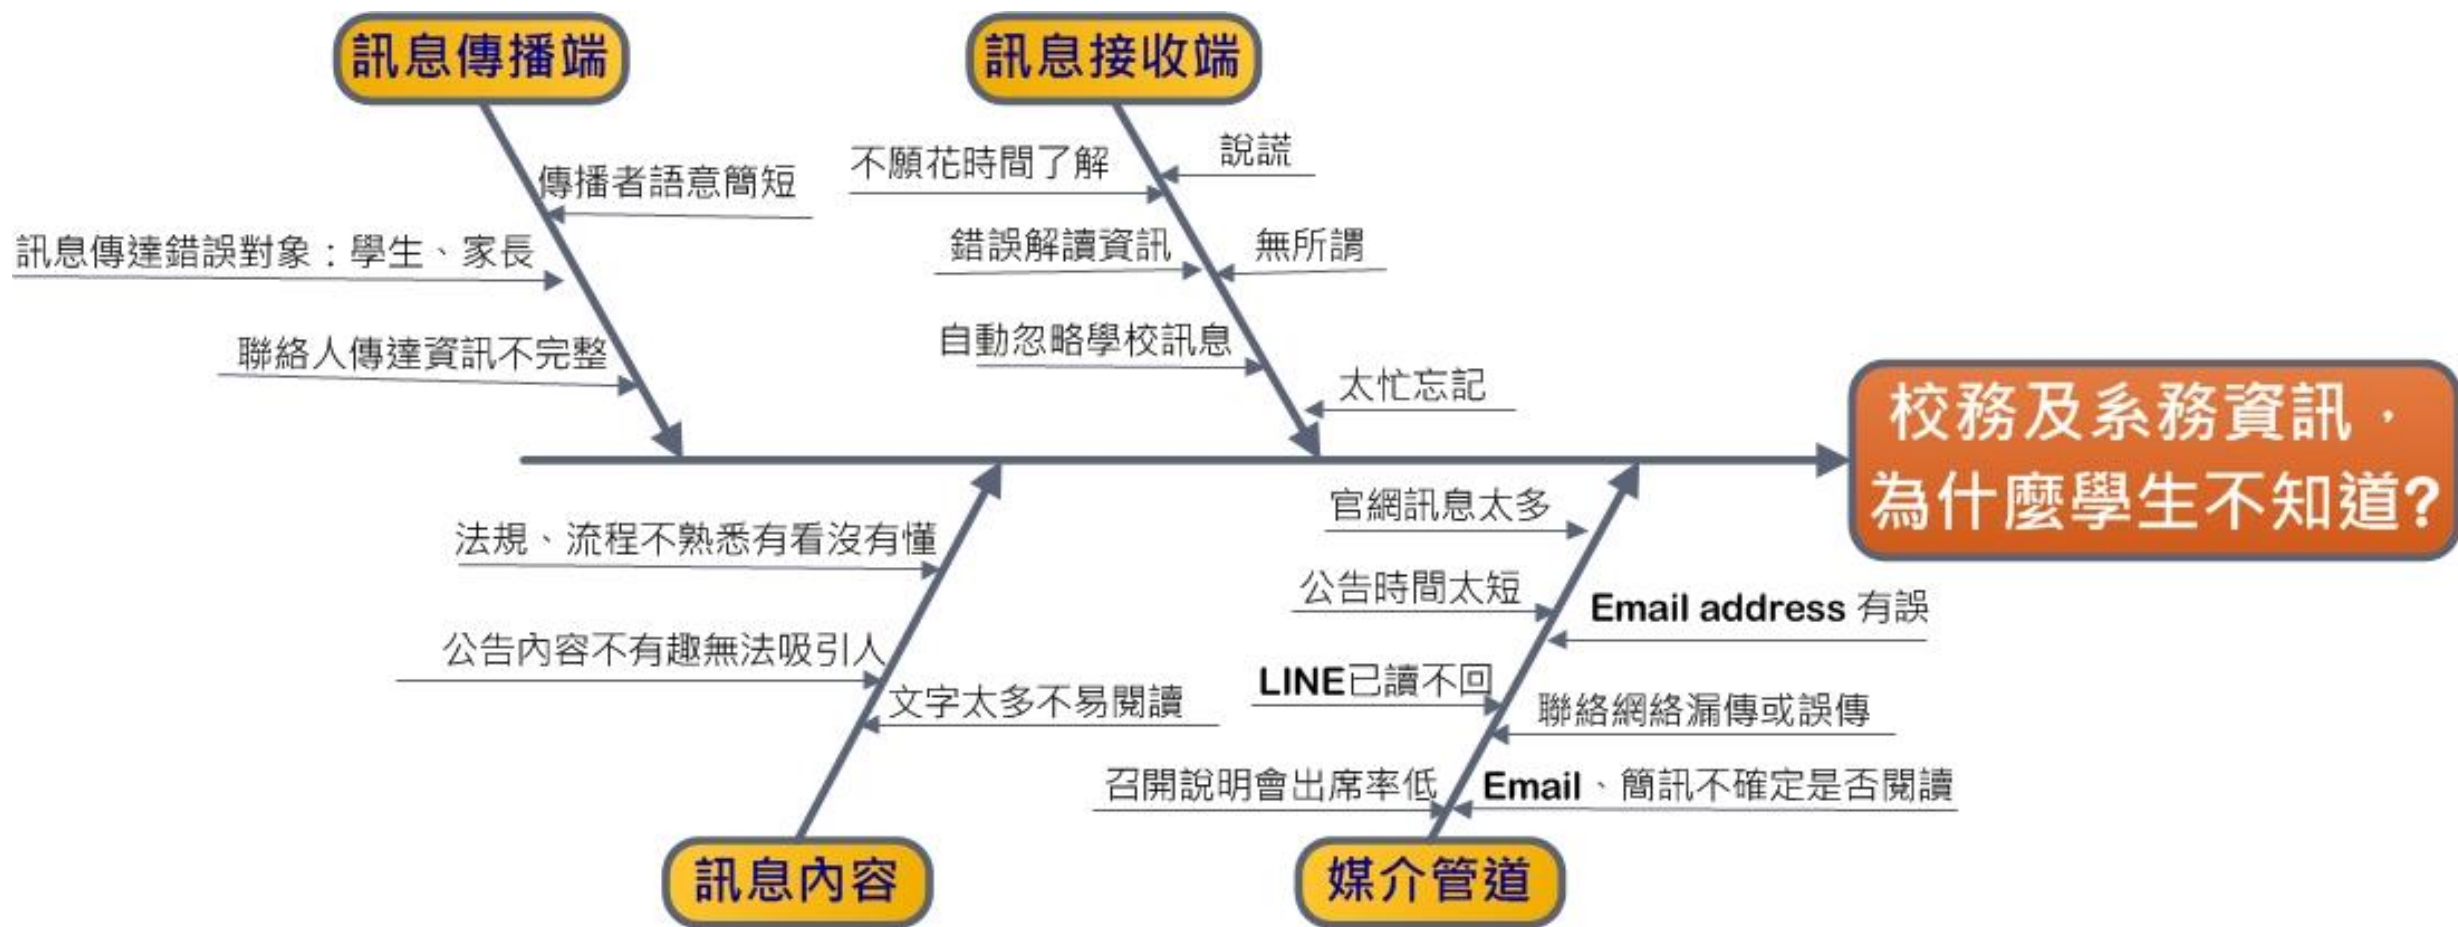 訊息傳播端
傳播者語意簡短
訊息傳達錯誤對象：學生、家長
聯絡人傳達資訊不完整
訊息接收端
說謊
不願花時間了解
錯誤解讀資訊
無所謂
自動忽略學校訊息
太忙忘記
校務及系務資訊，
為什麼學生不知道?
法規、流程不熟悉有看沒有懂
公告內容不有趣無法吸引人
文字太多不易閱讀
訊息內容
官網訊息太多
公告時間太短
Email address 有誤
LINE已讀不回
聯絡網絡漏傳或誤傳
召開說明會出席率低
Email、簡訊不確定是否閱讀
媒介管道